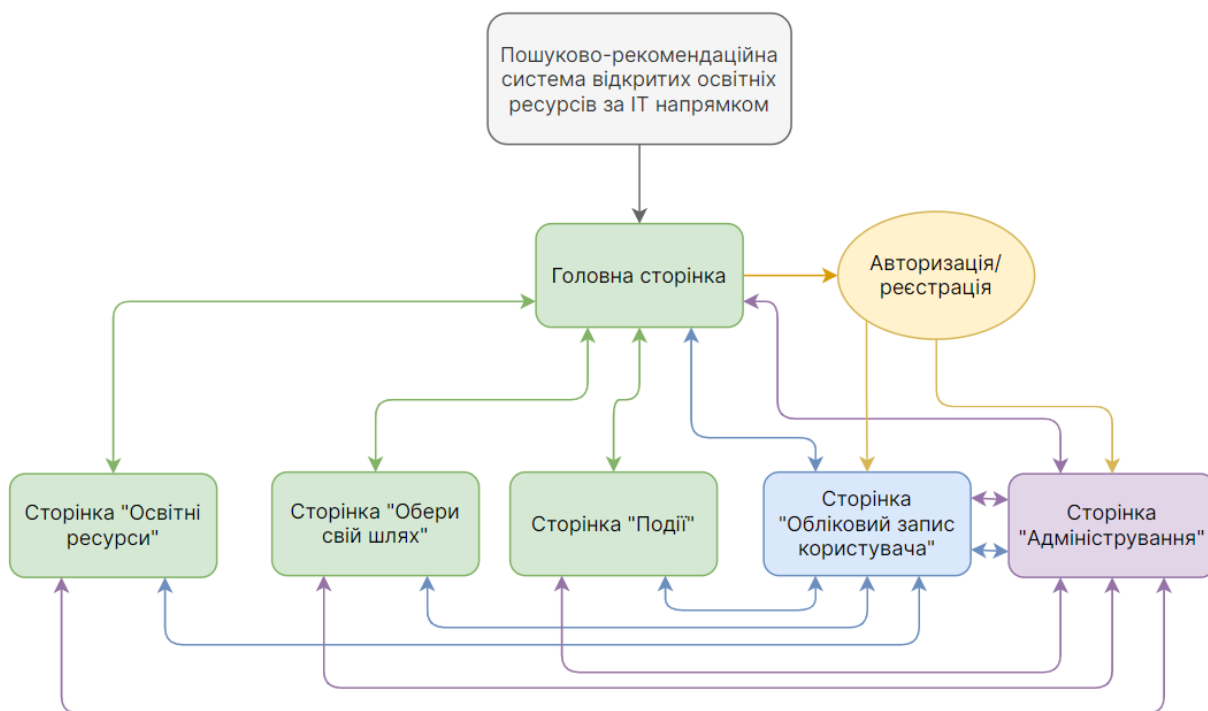 Пошуково-рекомендаційна
система відкритих освітніх
ресурсів за ІТ напрямком
Головна сторінка
Авторизація/
реєстрація
Сторінка "Освітні
ресурси"
Сторінка "Обери
свій шлях"
Сторінка "Події"
Сторінка
"Обліковий запис
користувача"
Сторінка
"Адміністрування"